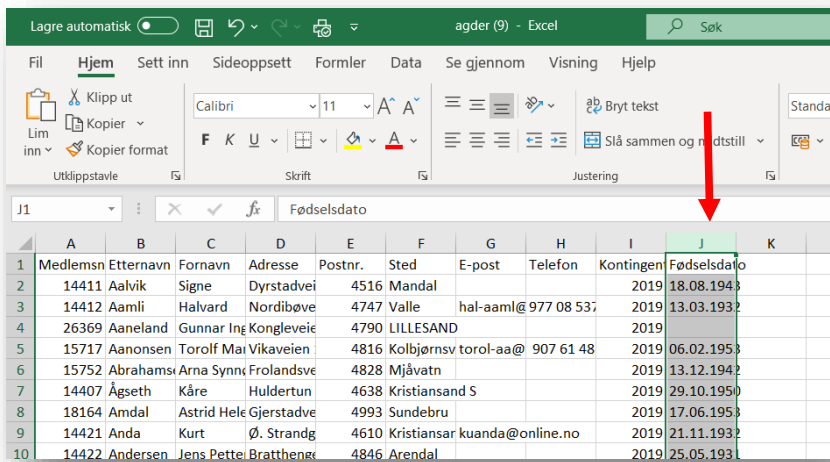 Lagre automatisk agder (9) - Excel Søk
Fil Hjem Sett inn Sideoppsett Formler Data Se gjennom Visning Hjelp
Klipp ut
Kopier
Kopier format
Lim
inn
Calibri 11
F K U A
Bryt tekst
Slå sammen og midtstill
Standa
Utklippstavle Skrift Justering
J1 fx Fødselsdato
A B C D E F G H I J K
1 Medlemsn Etternavn Fornavn Adresse Postnr. Sted E-post Telefon Kontingent Fødselsdato
2 14411 Aalvik Signe Dyrstadvei 4516 Mandal 2019 18.08.1943
3 14412 Aamli Halvard Nordibøve 4747 Valle hal-aaml@ 977 08 537 2019 13.03.1932
4 26369 Aaneland Gunnar Ing Kongleveie 4790 LILLESAND 2019
5 15717 Aanonsen Torolf Mar Vikaveien 4816 Kolbjørnsv torol-aa@ 907 61 48 2019 06.02.1953
6 15752 Abrahamse Arna Synnø Frolandsve 4828 Mjåvatn 2019 13.12.1942
7 14407 Ågseth Kåre Huldertun 4638 Kristiansand S 2019 29.10.1950
8 18164 Amdal Astrid Hele Gjerstadve 4993 Sundebru 2019 17.06.1953
9 14421 Anda Kurt Ø. Strandg 4610 Kristiansan kuanda@online.no 2019 21.11.1932
10 14422 Andersen Jens Petter Bratthenge 4846 Arendal 2019 25.05.1931